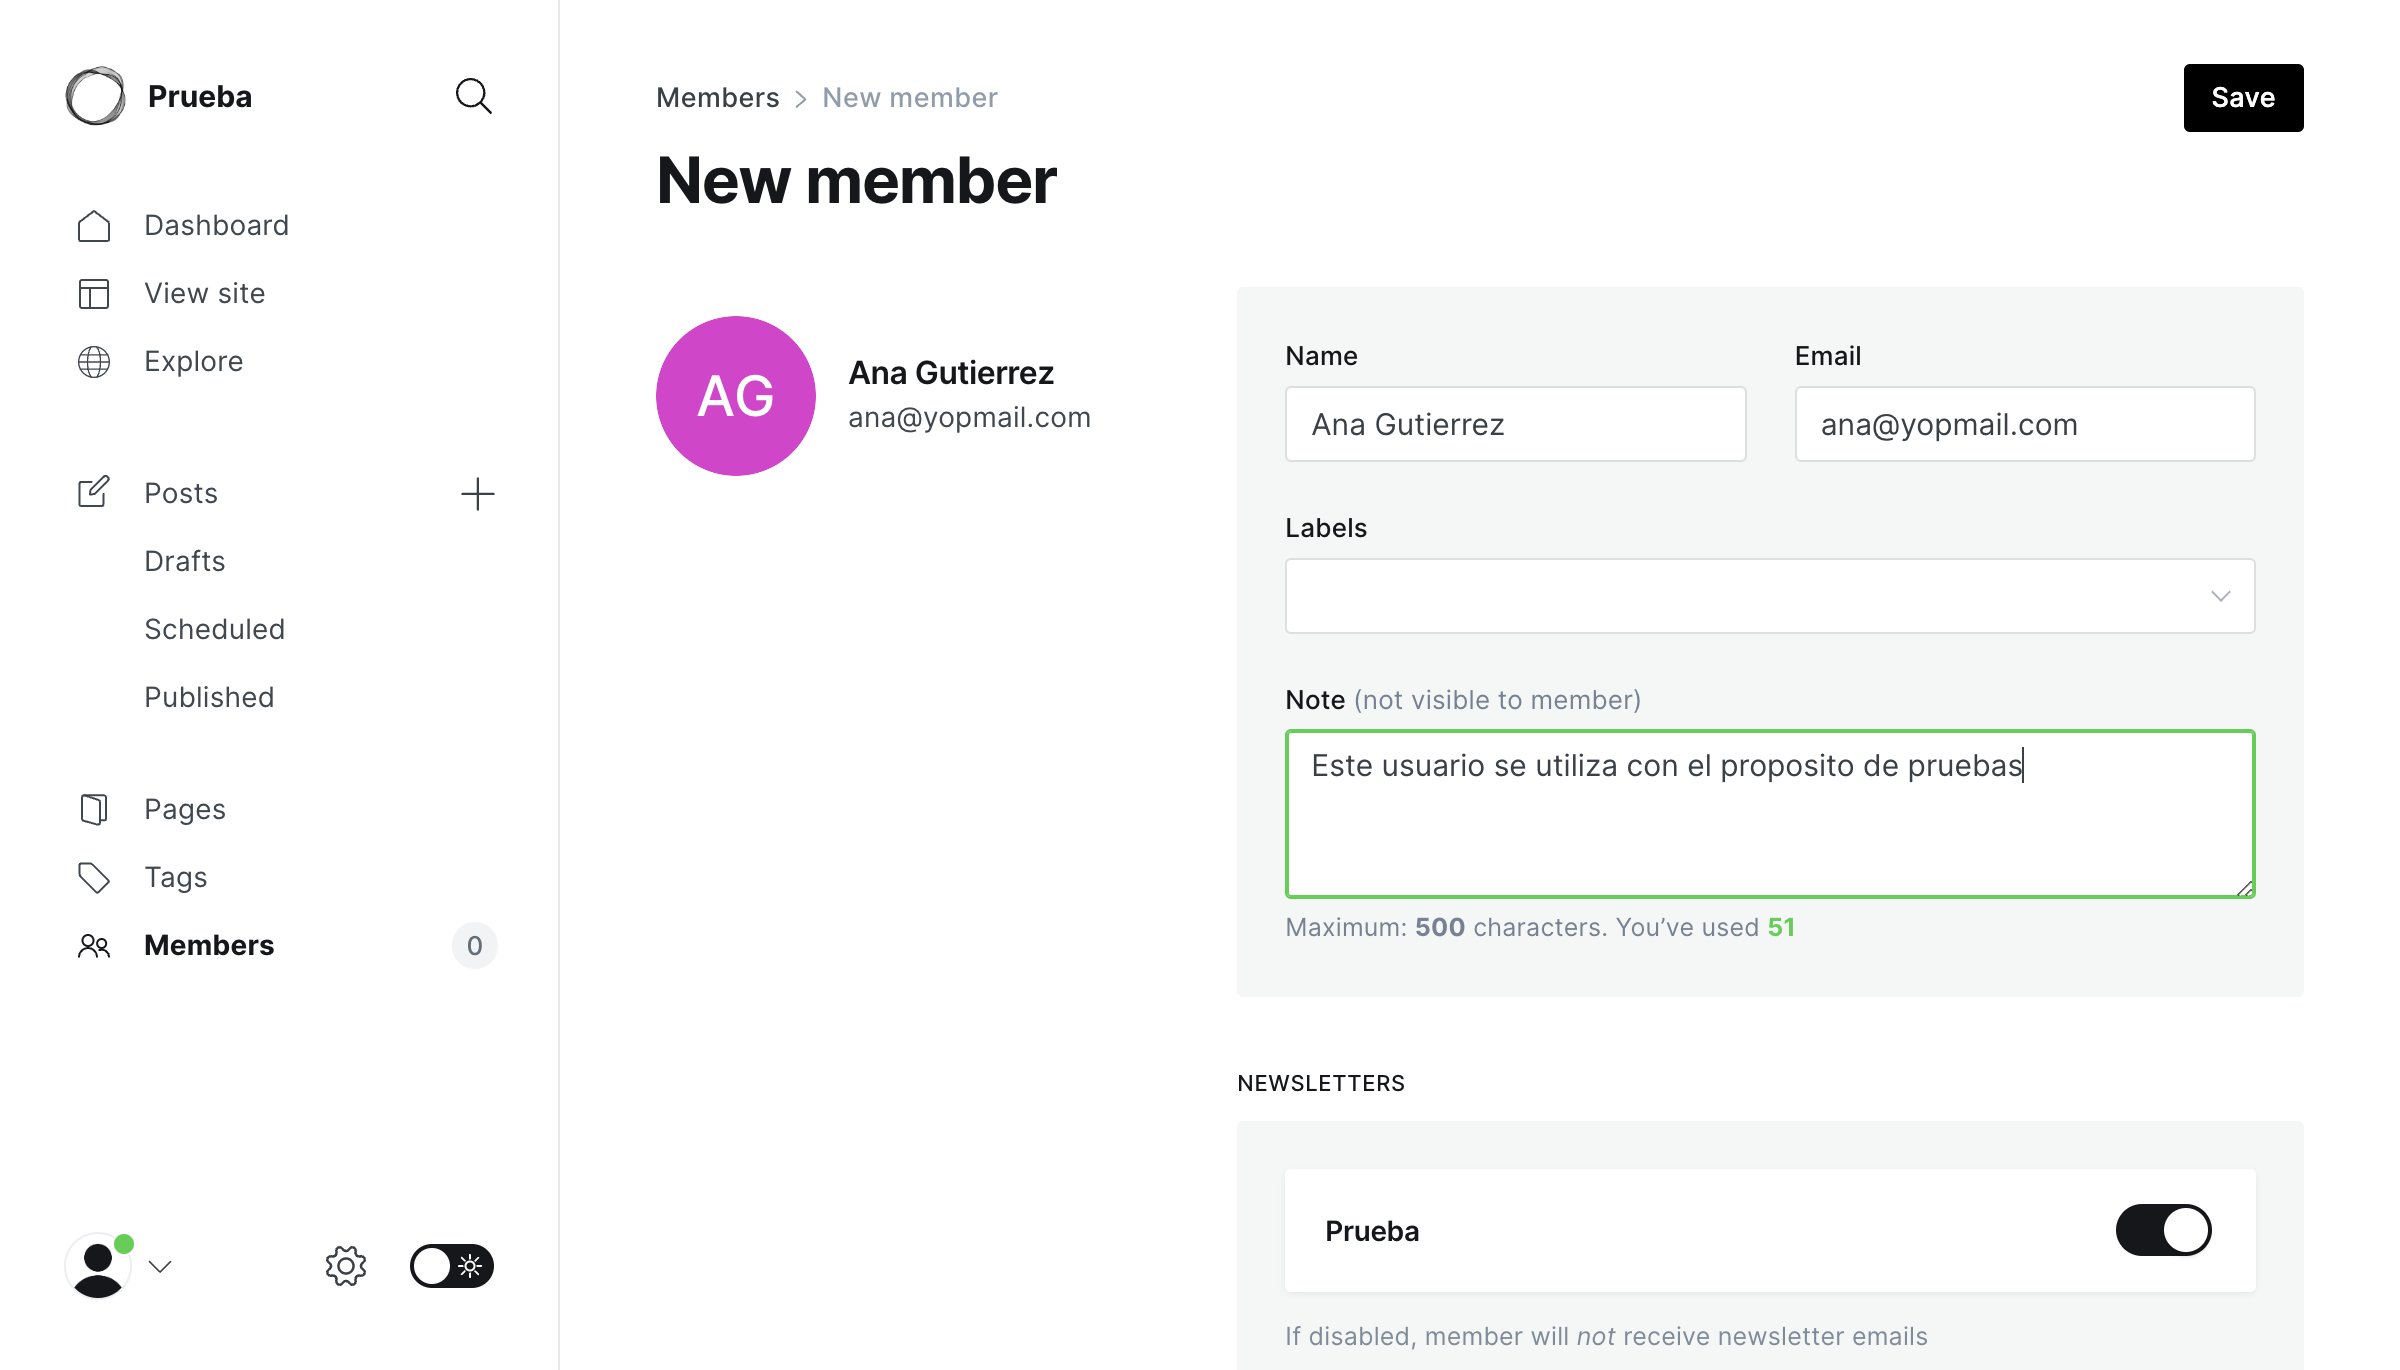 Prueba
Dashboard
View site
Explore
Posts
Drafts
Scheduled
Published
Pages
Tags
Members
0
Members > New member
Save
New member
AG
Ana Gutierrez
ana@yopmail.com
Name
Ana Gutierrez
Email
ana@yopmail.com
Labels
Note (not visible to member)
Este usuario se utiliza con el proposito de pruebas
Maximum: 500 characters. You’ve used 51
NEWSLETTERS
Prueba
If disabled, member will not receive newsletter emails